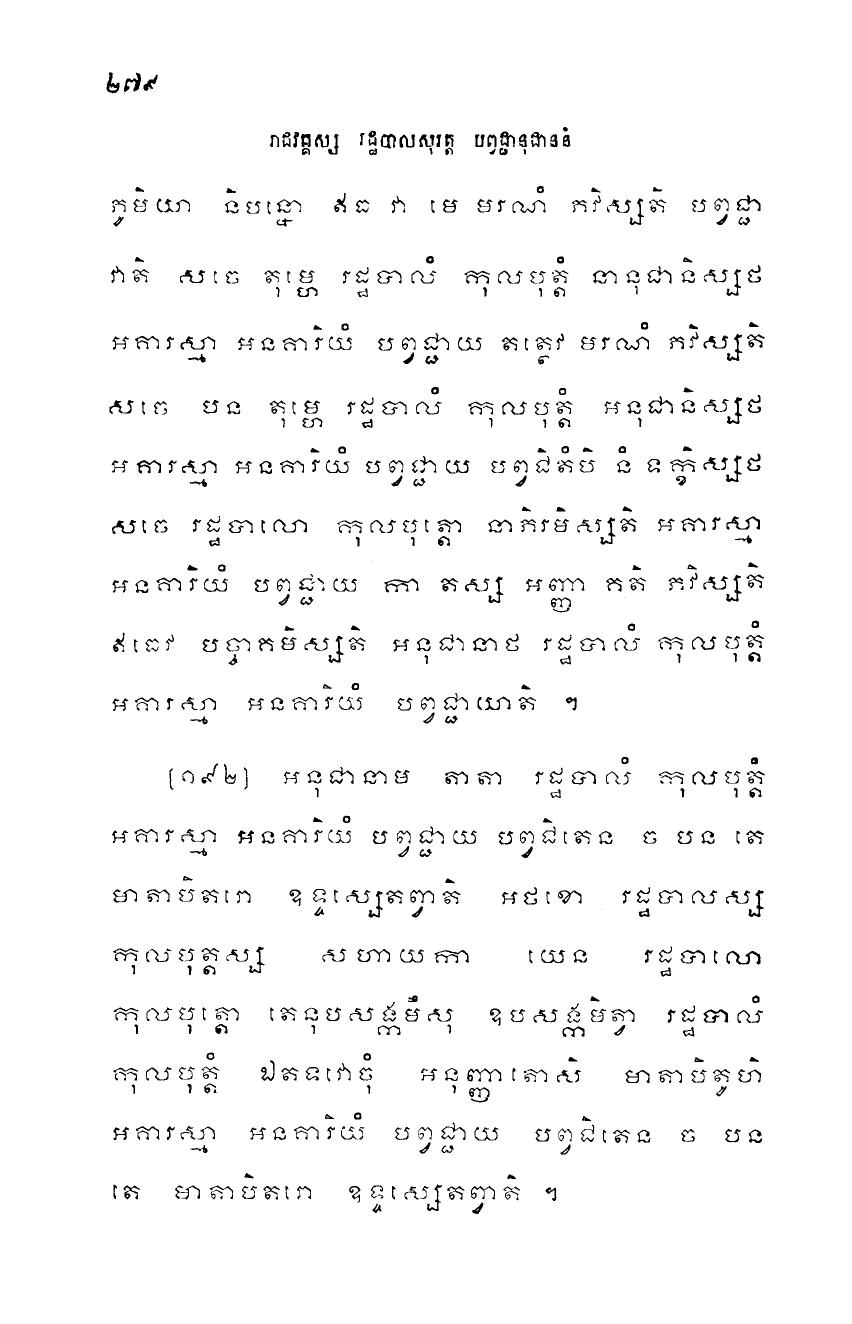 ២៧៩
រាជវគ្គស្ស រដ្ឋបាលសុត្តេ បព្វជ្ជានុជាននំ
ភូមិយា និបន្នោ ឥធ វា មេ មរណំ ភវិស្សតិ បព្វជ្ជា
វាតិ សចេ តុម្ហេ រដ្ឋបាលំ កុលបុត្តំ នានុជានិស្សថ
អគារស្មា អនគារិយំ បព្វជ្ជាយ តត្ថេវ មរណំ ភវិស្សតិ
សចេ បន តុម្ហេ រដ្ឋបាលំ កុលបុត្តំ អនុជានិស្សថ
អគារស្មា អនគារិយំ បព្វជ្ជាយ បព្វជិតំបិ នំ ទក្ខិស្សថ
សចេ រដ្ឋបាលោ កុលបុត្តោ នាភិរមិស្សតិ អគារស្មា
អនគារិយំ បព្វជ្ជាយ កា តស្ស អញ្ញា គតិ ភវិស្សតិ
ឥធេវ បច្ចាគមិស្សតិ អនុជានាថ រដ្ឋបាលំ កុលបុត្តំ
អគារស្មា អនគារិយំ បព្វជ្ជាយោតិ ។
[១៩២] អនុជានាម តាតា រដ្ឋបាលំ កុលបុត្តំ
អគារស្មា អនគារិយំ បព្វជ្ជាយ បព្វជិតេន ច បន តេ
មាតាបិតរោ ឧទ្ទស្សេតព្វាតិ អថខោ រដ្ឋបាលស្ស
កុលបុត្តស្ស សហាយកា យេន រដ្ឋបាលោ
កុលបុត្តោ តេនុបសង្កមឹសុ ឧបសង្កមិត្វា រដ្ឋបាលំ
កុលបុត្តំ ឯតទវោចុំ អនុញ្ញាតោសិ មាតាបិតូហិ
អគារស្មា អនគារិយំ បព្វជ្ជាយ បព្វជិតេន ច បន
តេ មាតាបិតរោ ឧទ្ទស្សេតព្វាតិ ។